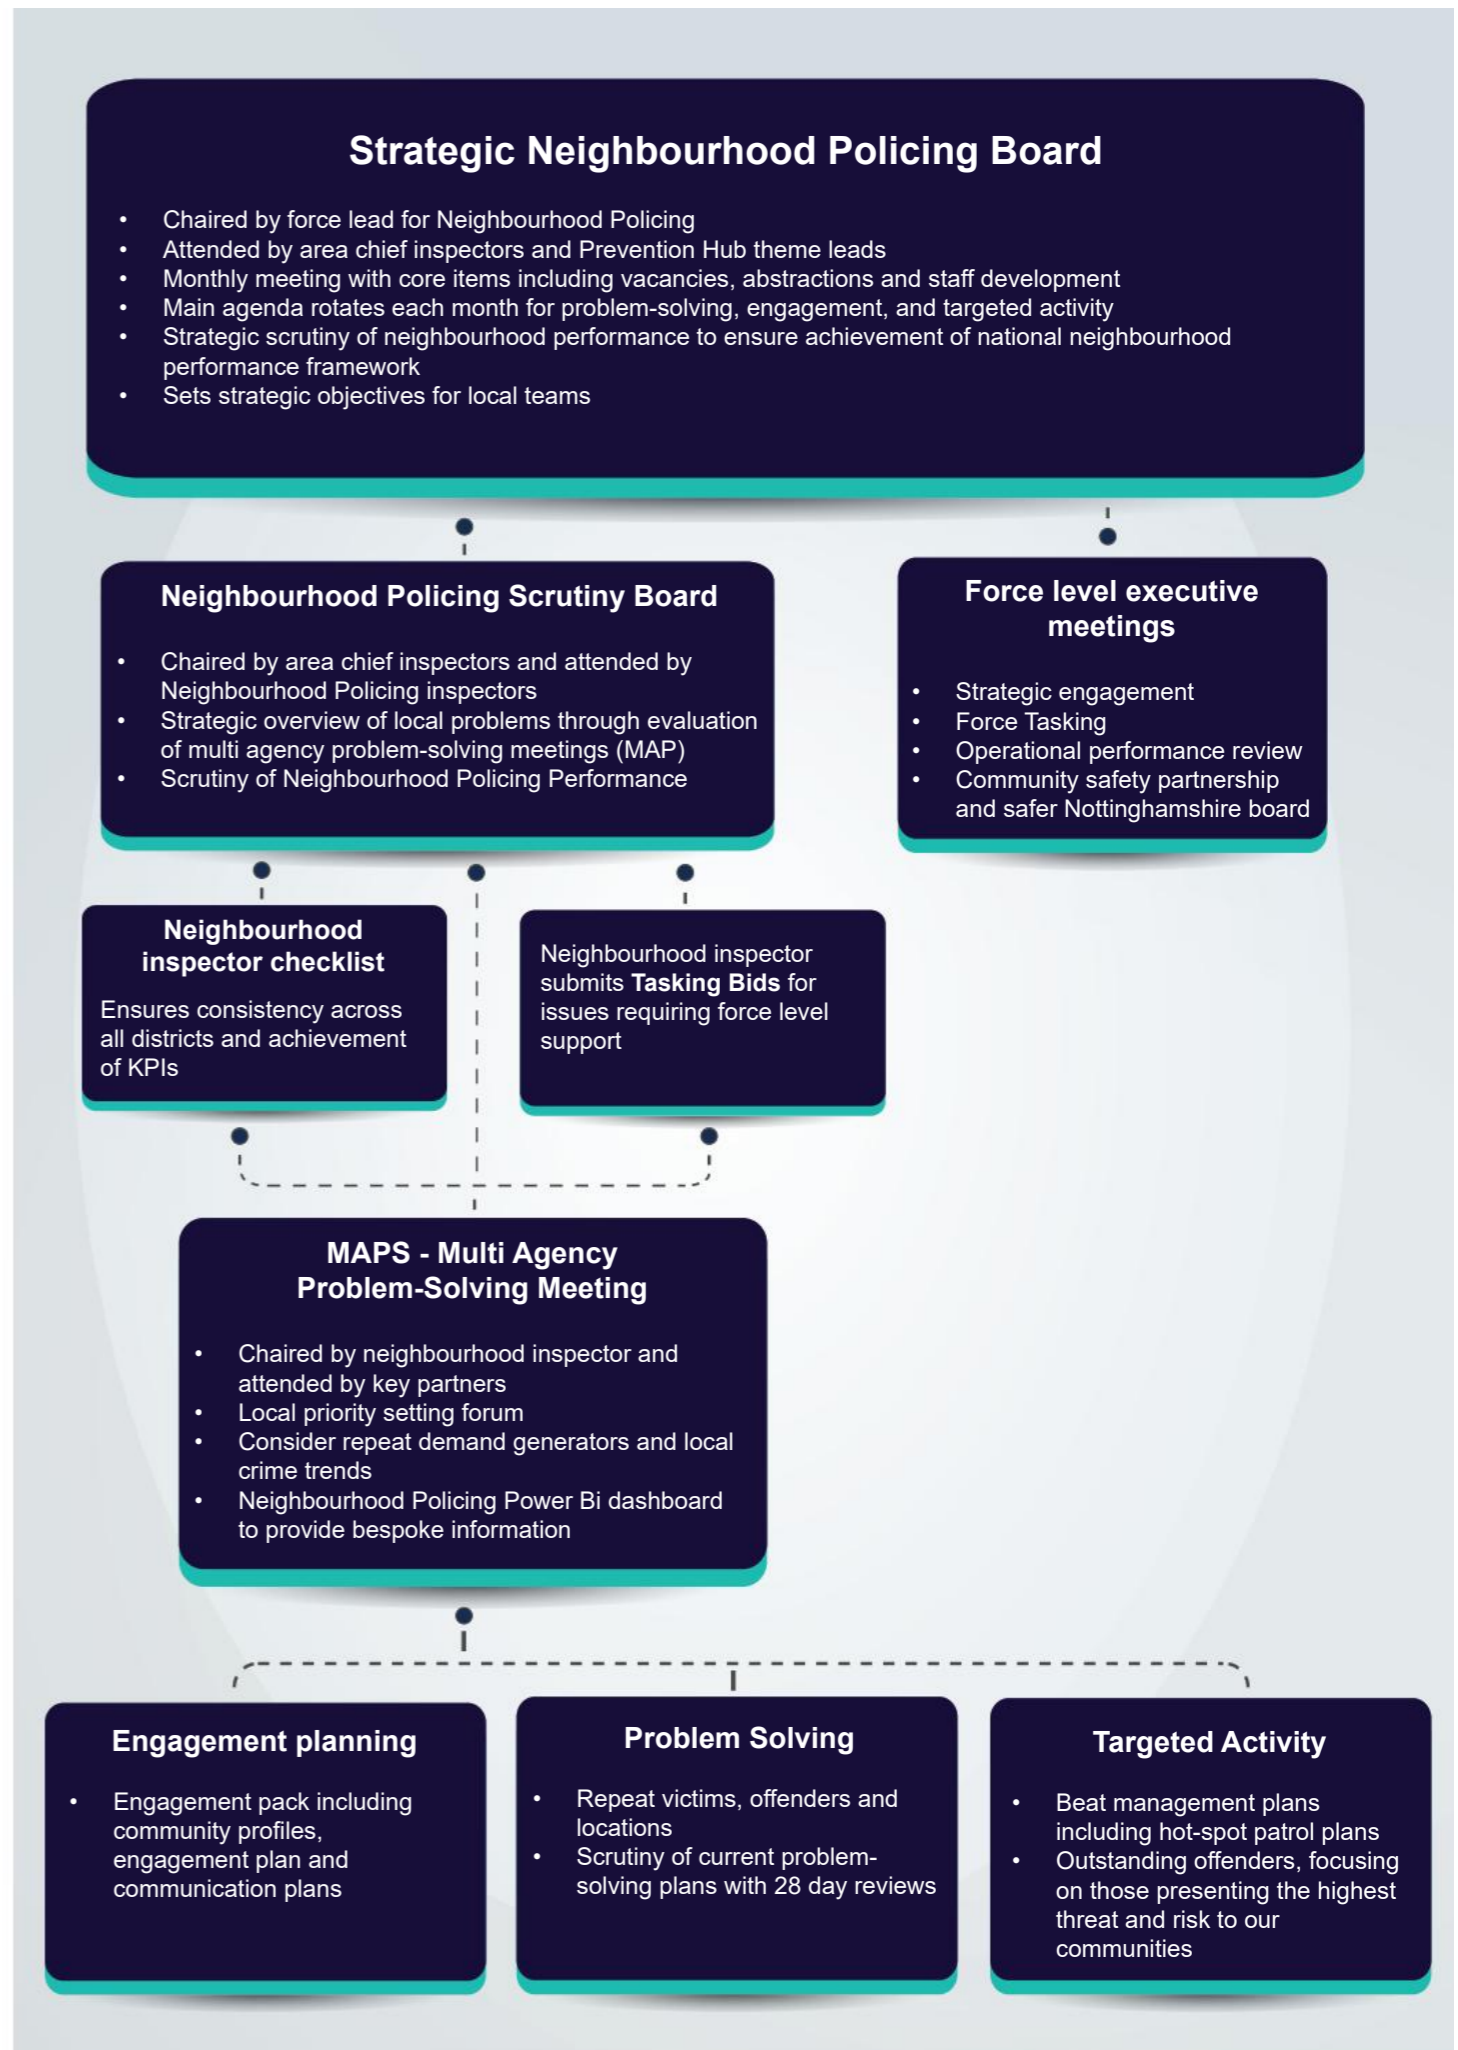 Strategic Neighbourhood Policing Board
• Chaired by force lead for Neighbourhood Policing
• Attended by area chief inspectors and Prevention Hub theme leads
• Monthly meeting with core items including vacancies, abstractions and staff development
• Main agenda rotates each month for problem-solving, engagement, and targeted activity
• Strategic scrutiny of neighbourhood performance to ensure achievement of national neighbourhood
performance framework
• Sets strategic objectives for local teams
Neighbourhood Policing Scrutiny Board
• Chaired by area chief inspectors and attended by
Neighbourhood Policing inspectors
• Strategic overview of local problems through evaluation
of multi agency problem-solving meetings (MAP)
• Scrutiny of Neighbourhood Policing Performance
Force level executive
meetings
• Strategic engagement
• Force Tasking
• Operational performance review
• Community safety partnership
and safer Nottinghamshire board
Neighbourhood
inspector checklist
Ensures consistency across
all districts and achievement
of KPIs
Neighbourhood inspector
submits Tasking Bids for
issues requiring force level
support
MAPS - Multi Agency
Problem-Solving Meeting
• Chaired by neighbourhood inspector and
attended by key partners
• Local priority setting forum
• Consider repeat demand generators and local
crime trends
• Neighbourhood Policing Power Bi dashboard
to provide bespoke information
Engagement planning
• Engagement pack including
community profiles,
engagement plan and
communication plans
Problem Solving
• Repeat victims, offenders and
locations
• Scrutiny of current problem-
solving plans with 28 day reviews
Targeted Activity
• Beat management plans
including hot-spot patrol plans
• Outstanding offenders, focusing
on those presenting the highest
threat and risk to our
communities